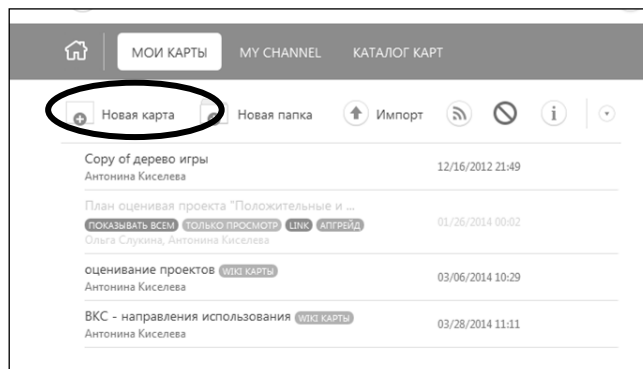 МОИ КАРТЫ MY CHANNEL КАТАЛОГ КАРТ
Новая карта Новая папка Импорт i
Copy of дерево игры 12/16/2012 21:49
Антонина Киселева
План оценивая проекта "Положительные и ...
ПОКАЗЫВАТЬ ВСЕМ ТОЛЬКО ПРОСМОТР LINK АПГРЕЙД 01/26/2014 00:02
Ольга Слукина, Антонина Киселева
оценивание проектов WIKI КАРТЫ 03/06/2014 10:29
Антонина Киселева
ВКС - направления использования WIKI КАРТЫ 03/28/2014 11:11
Антонина Киселева